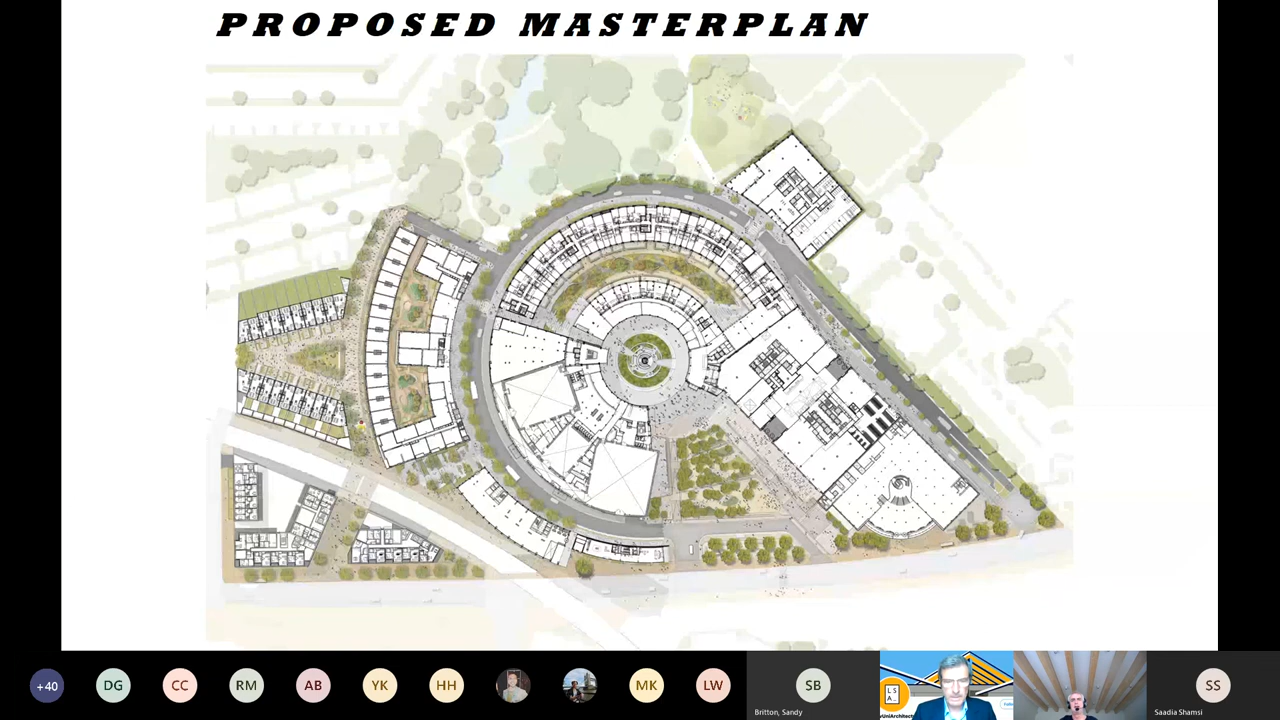 PROPOSED MASTERPLAN
+40
DG
CC
RM
AB
YK
HH
MK
LW
SB
SS
L S
A
Britton, Sandy
Saadia Shamsi